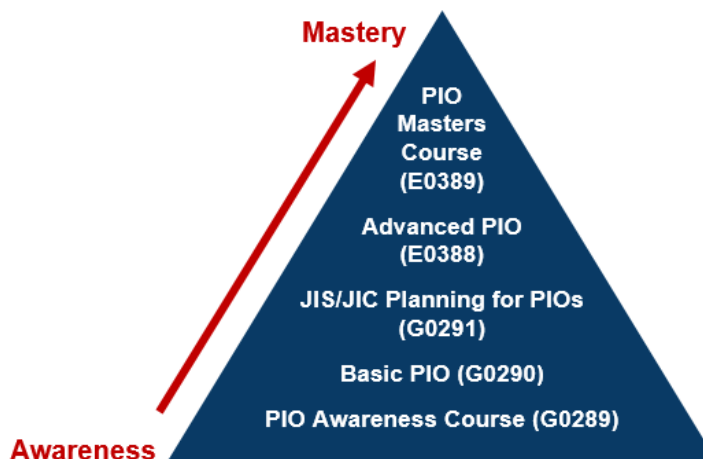 Mastery
PIO
Masters
Course
(E0389)
Advanced PIO
(E0388)
JIS/JIC Planning for PIOs
(G0291)
Basic PIO (G0290)
PIO Awareness Course (G0289)
Awareness